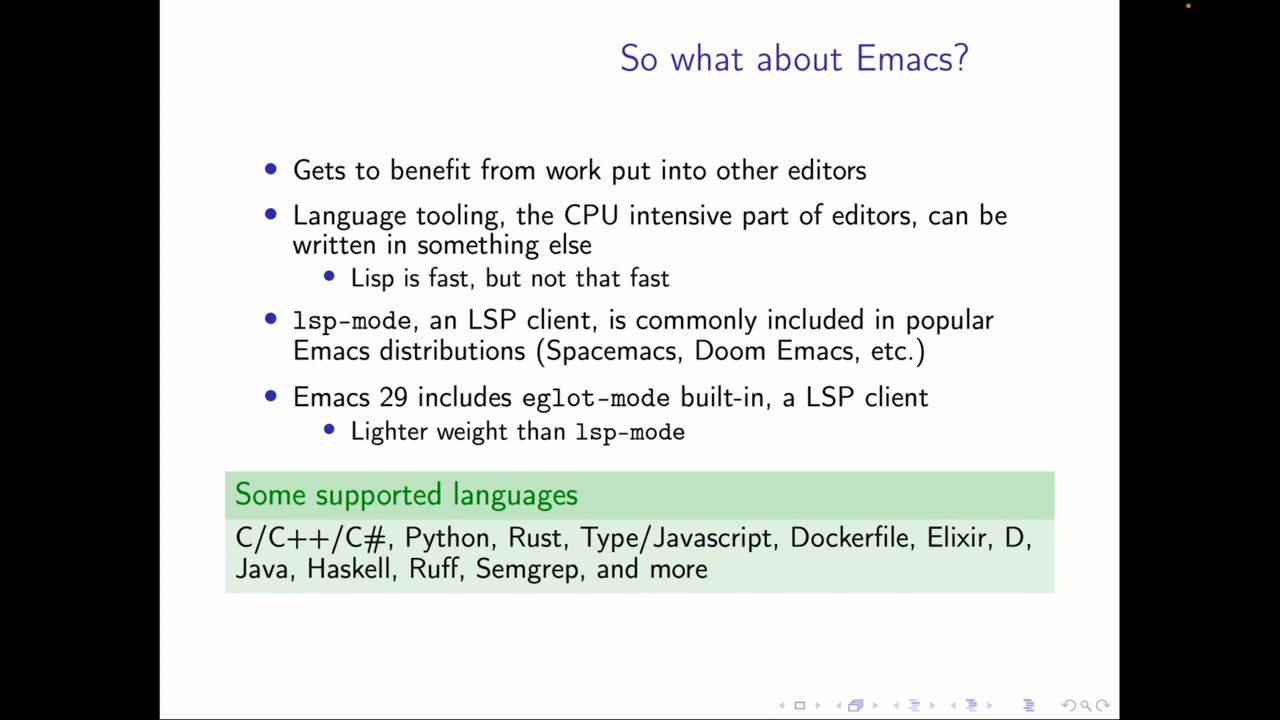 So what about Emacs?
Gets to benefit from work put into other editors
Language tooling, the CPU intensive part of editors, can be
written in something else
Lisp is fast, but not that fast
lsp-mode, an LSP client, is commonly included in popular
Emacs distributions (Spacemacs, Doom Emacs, etc.)
Emacs 29 includes eglot-mode built-in, a LSP client
Lighter weight than lsp-mode
Some supported languages
C/C++/C#, Python, Rust, Type/Javascript, Dockerfile, Elixir, D,
Java, Haskell, Ruff, Semgrep, and more